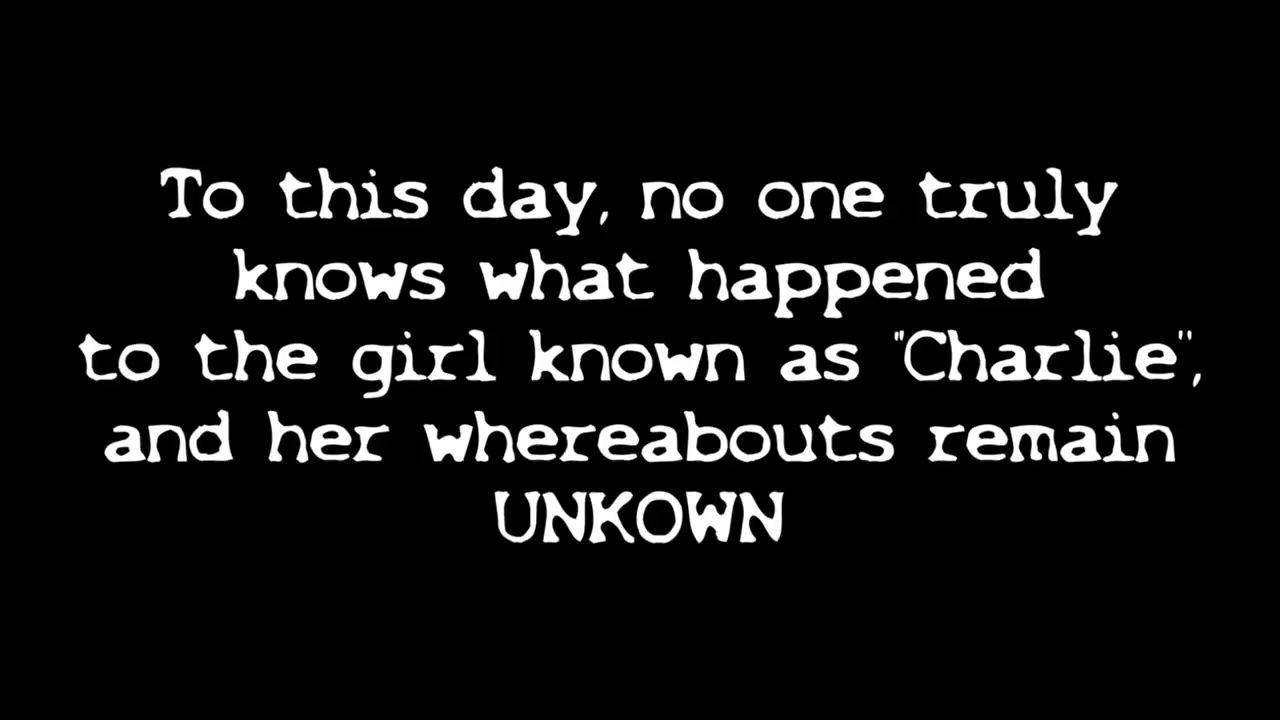 To this day, no one truly
knows what happened
to the girl known as "Charlie",
and her whereabouts remain
UNKOWN